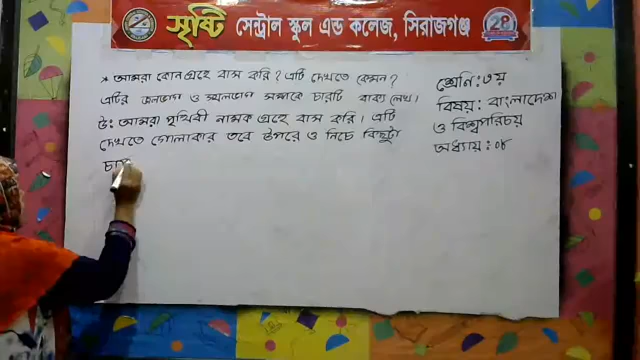 সৃষ্টি সেন্ট্রাল স্কুল এন্ড কলেজ, সিরাজগঞ্জ
28
* আমরা কোন গ্রহে বাস করি? এটি দেখতে কেমন?
এটির জলভাগ ও স্থলভাগ সম্পর্কে চারটি বাক্য লেখ।
উ: আমরা পৃথিবী নামক গ্রহে বাস করি। এটি
দেখতে গোলাকার তবে উপরে ও নিচে কিছুটা
চাপ
শ্রেণি: ৩য়
বিষয়: বাংলাদেশ
ও বিশ্বপরিচয়
অধ্যায়: ০৪